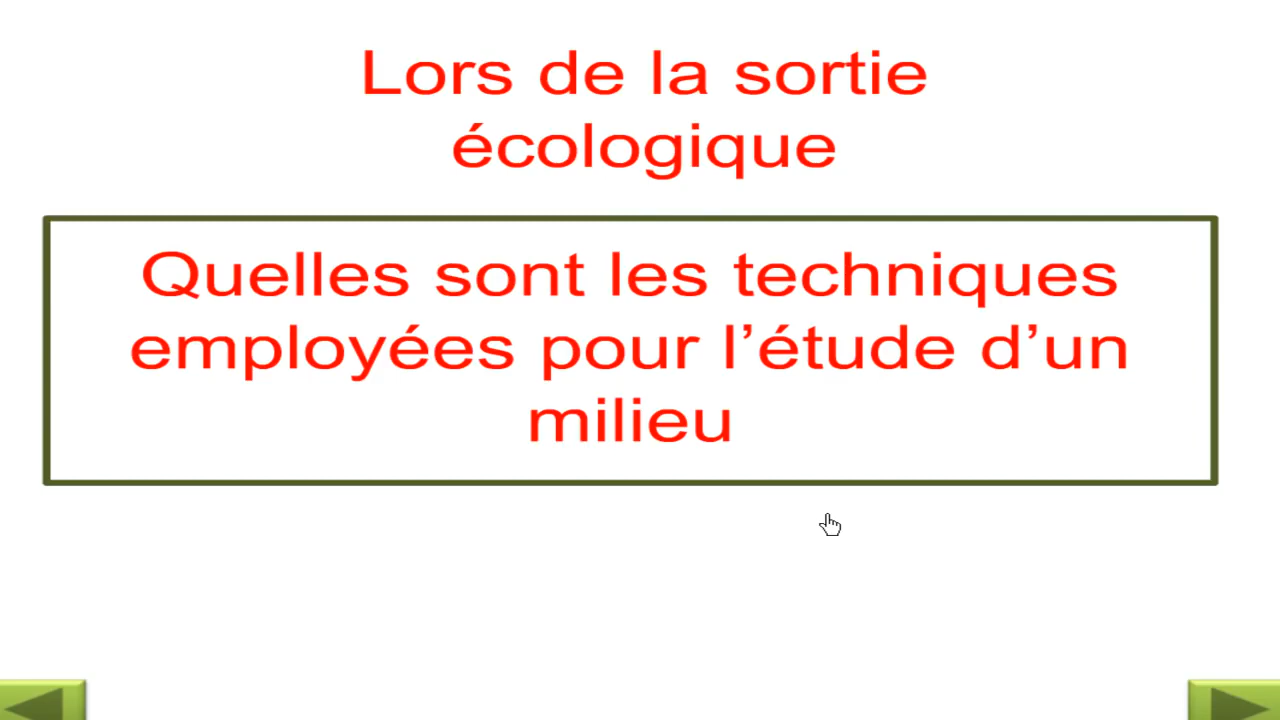 Lors de la sortie
écologique
Quelles sont les techniques
employées pour l’étude d’un
milieu